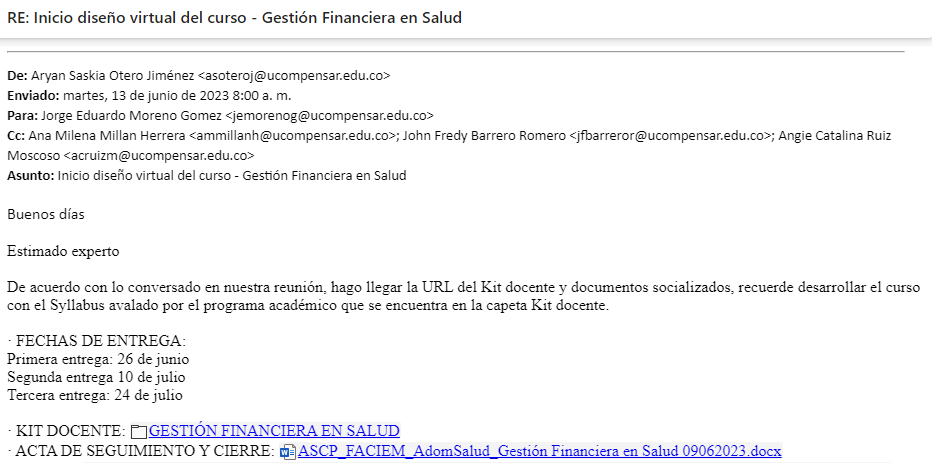 RE: Inicio diseño virtual del curso - Gestión Financiera en Salud
De: Aryan Saskia Otero Jiménez <asoteroj@ucompensar.edu.co>
Enviado: martes, 13 de junio de 2023 8:00 a. m.
Para: Jorge Eduardo Moreno Gomez <jemorenog@ucompensar.edu.co>
Cc: Ana Milena Millan Herrera <ammillanh@ucompensar.edu.co>; John Fredy Barrero Romero <jfbarreror@ucompensar.edu.co>; Angie Catalina Ruiz
Moscoso <acruizm@ucompensar.edu.co>
Asunto: Inicio diseño virtual del curso - Gestión Financiera en Salud
Buenos días
Estimado experto
De acuerdo con lo conversado en nuestra reunión, hago llegar la URL del Kit docente y documentos socializados, recuerde desarrollar el curso
con el Syllabus avalado por el programa académico que se encuentra en la capeta Kit docente.
· FECHAS DE ENTREGA:
Primera entrega: 26 de junio
Segunda entrega 10 de julio
Tercera entrega: 24 de julio
· KIT DOCENTE: GESTIÓN FINANCIERA EN SALUD
· ACTA DE SEGUIMIENTO Y CIERRE: ASCP_FACIEM_AdomSalud_Gestión Financiera en Salud 09062023.docx